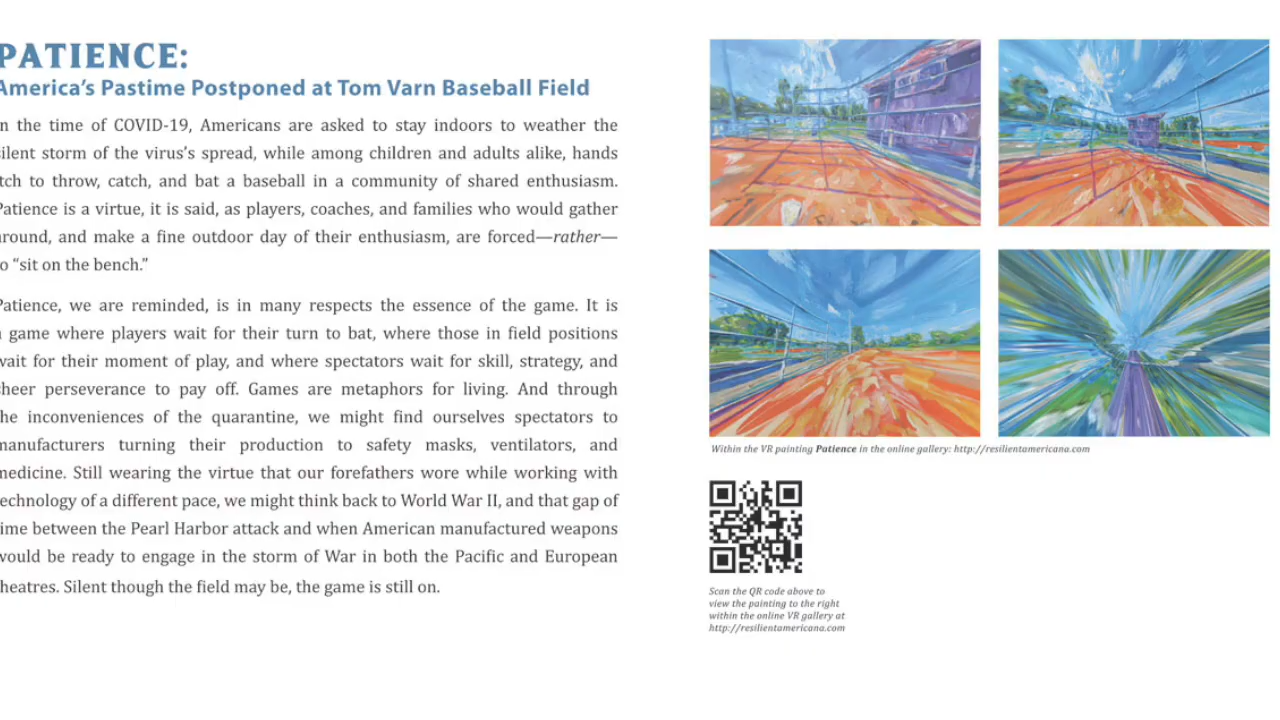 PATIENCE:
America's Pastime Postponed at Tom Varn Baseball Field
n the time of COVID-19, Americans are asked to stay indoors to weather the
silent storm of the virus's spread, while among children and adults alike, hands
tch to throw, catch, and bat a baseball in a community of shared enthusiasm.
Patience is a virtue, it is said, as players, coaches, and families who would gather
around, and make a fine outdoor day of their enthusiasm, are forced—rather—
o “sit on the bench.”
Patience, we are reminded, is in many respects the essence of the game. It is
a game where players wait for their turn to bat, where those in field positions
wait for their moment of play, and where spectators wait for skill, strategy, and
sheer perseverance to pay off. Games are metaphors for living. And through
he inconveniences of the quarantine, we might find ourselves spectators to
manufacturers turning their production to safety masks, ventilators, and
medicine. Still wearing the virtue that our forefathers wore while working with
echnology of a different pace, we might think back to World War II, and that gap of
ime between the Pearl Harbor attack and when American manufactured weapons
would be ready to engage in the storm of War in both the Pacific and European
heatres. Silent though the field may be, the game is still on.
Within the VR painting Patience in the online gallery: http://resilientamericana.com
Scan the QR code above to
view the painting to the right
within the online VR gallery at
http://resilientamericana.com